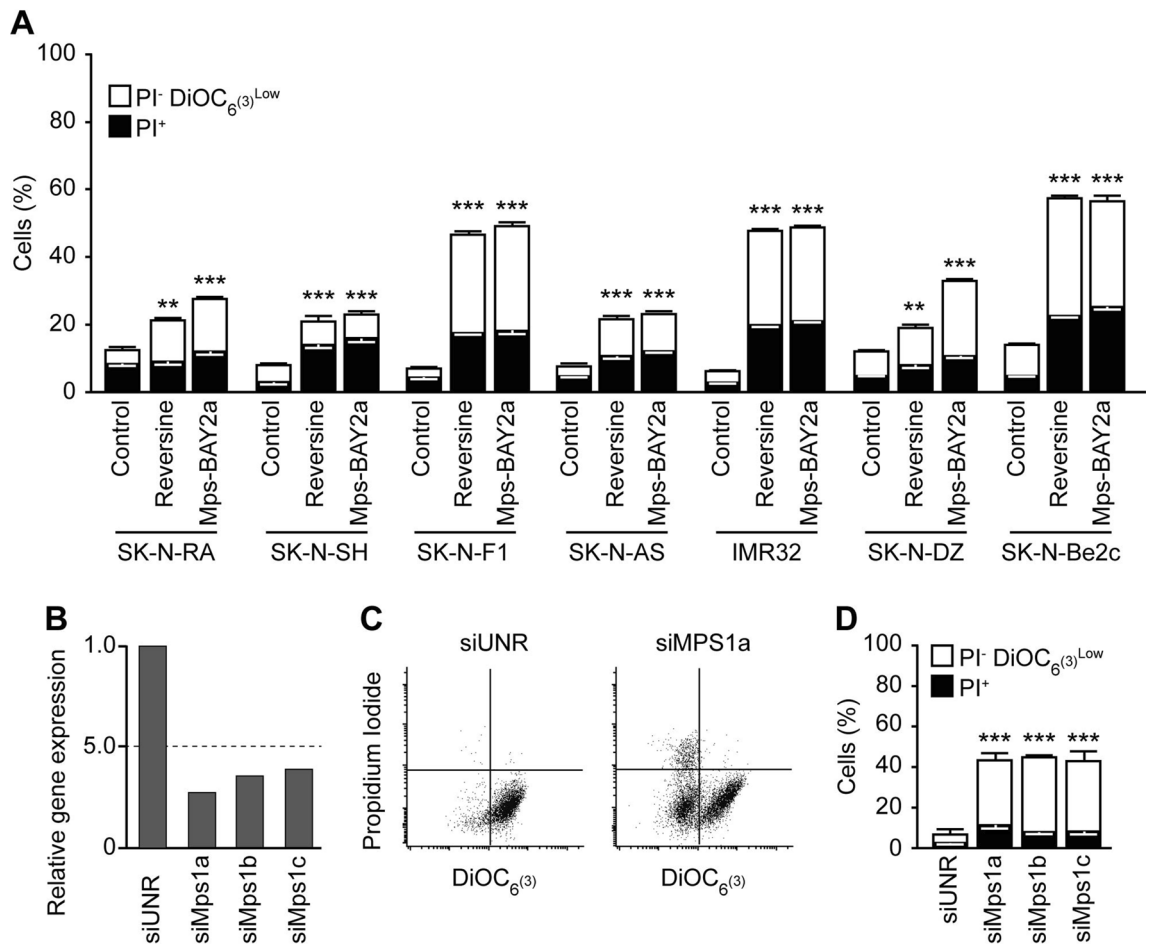 A
100
80
60
40
20
0
Cells (%)
PI- DiOC6(3)Low
PI+
** *** *** *** *** *** *** *** *** *** ** *** *** ***
Control Reversine Mps-BAY2a Control Reversine Mps-BAY2a Control Reversine Mps-BAY2a Control Reversine Mps-BAY2a Control Reversine Mps-BAY2a Control Reversine Mps-BAY2a Control Reversine Mps-BAY2a
SK-N-RA SK-N-SH SK-N-F1 SK-N-AS IMR32 SK-N-DZ SK-N-Be2c
B
Relative gene expression
1.0
5.0
0
siUNR siMps1a siMps1b siMps1c
C
siUNR siMPS1a
Propidium Iodide
DiOC6(3) DiOC6(3)
D
100
80
60
40
20
0
Cells (%)
PI- DiOC6(3)Low
PI+
*** *** ***
siUNR siMps1a siMps1b siMps1c